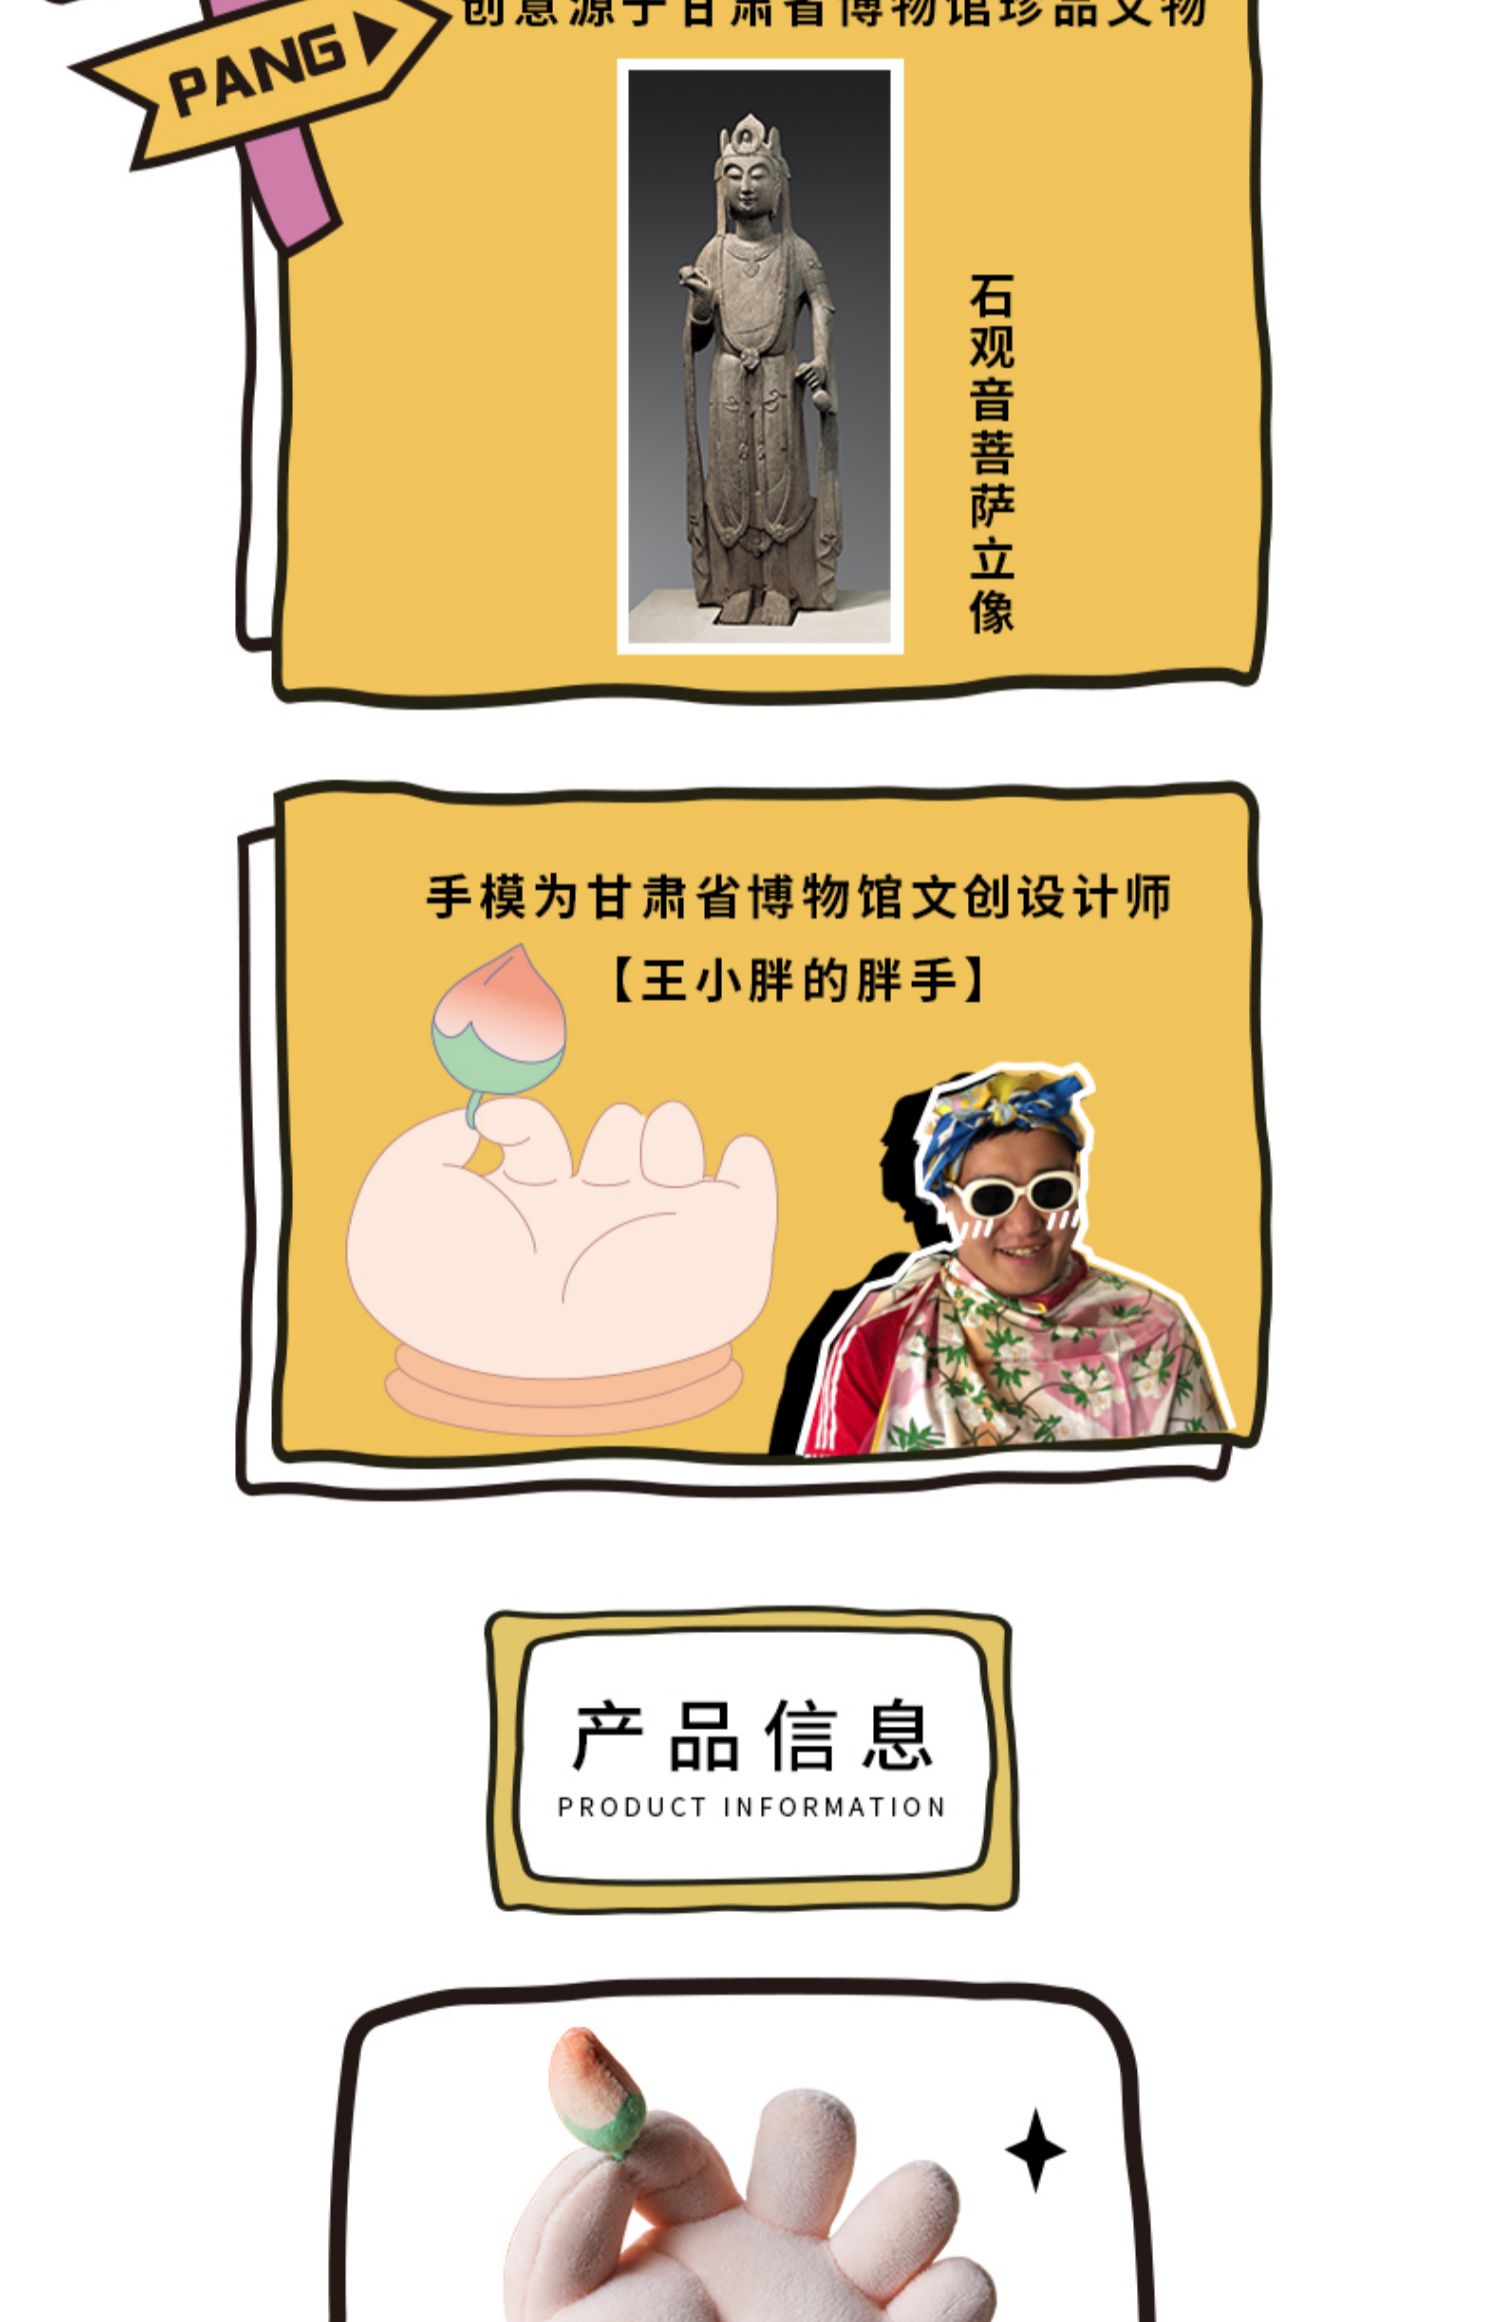 创意源于甘肃省博物馆珍品文物
PANG
石观音菩萨立像
手模为甘肃省博物馆文创设计师
【王小胖的胖手】
产品信息
PRODUCT INFORMATION